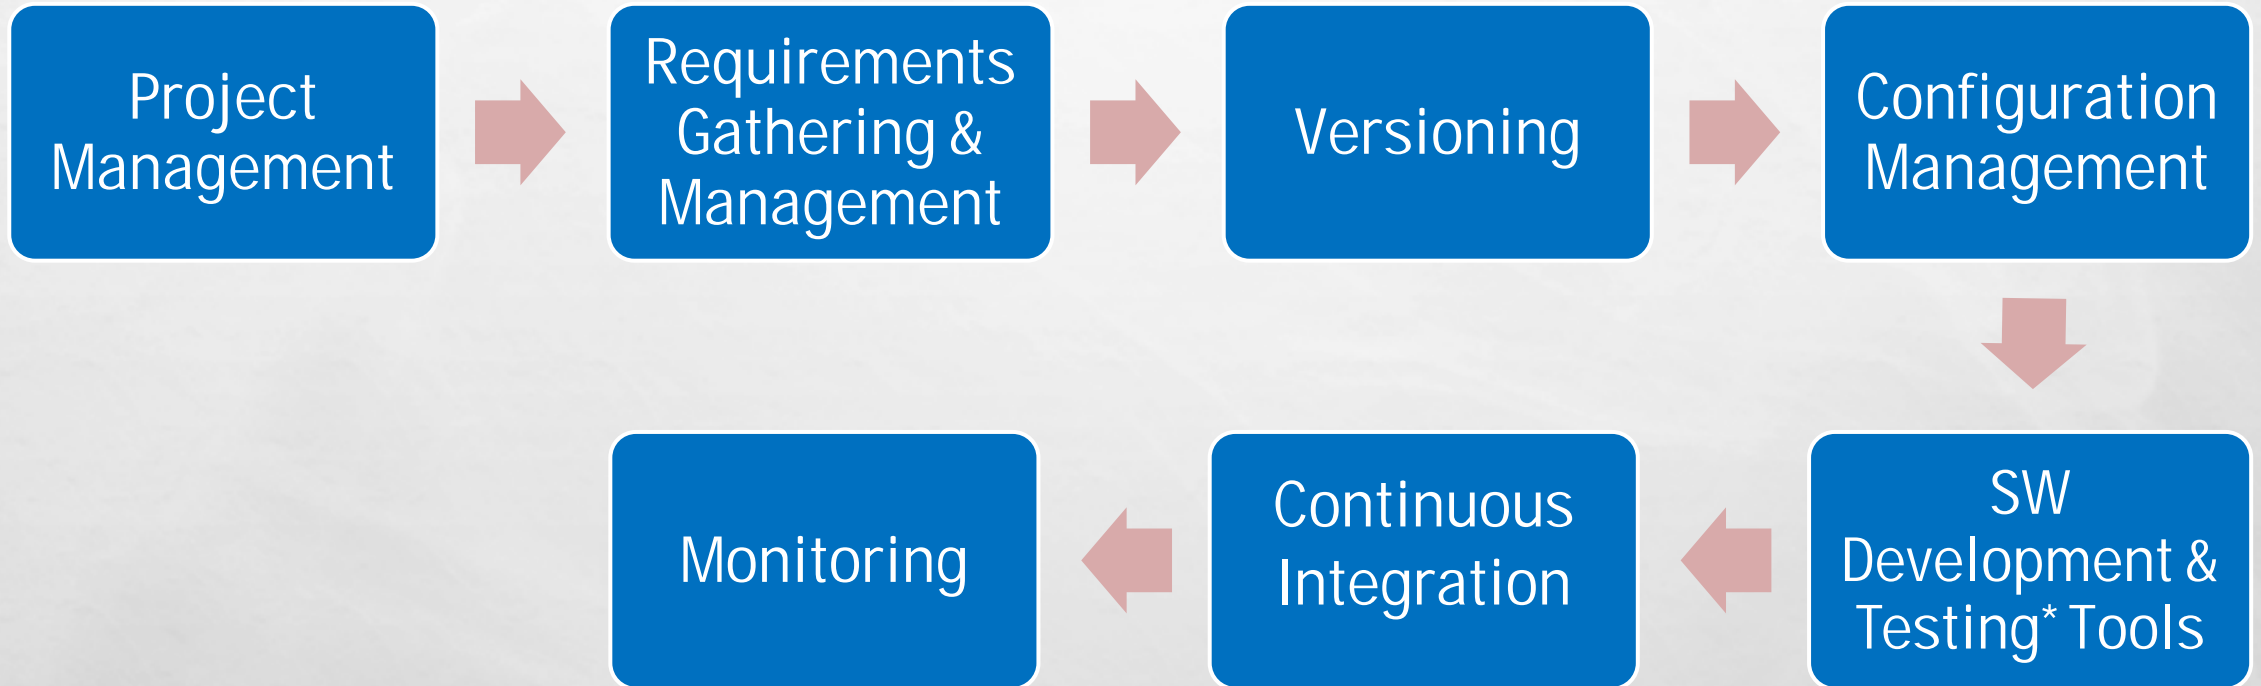 Project
Management
Requirements
Gathering &
Management
Versioning
Configuration
Management
SW
Development &
Testing* Tools
Continuous
Integration
Monitoring